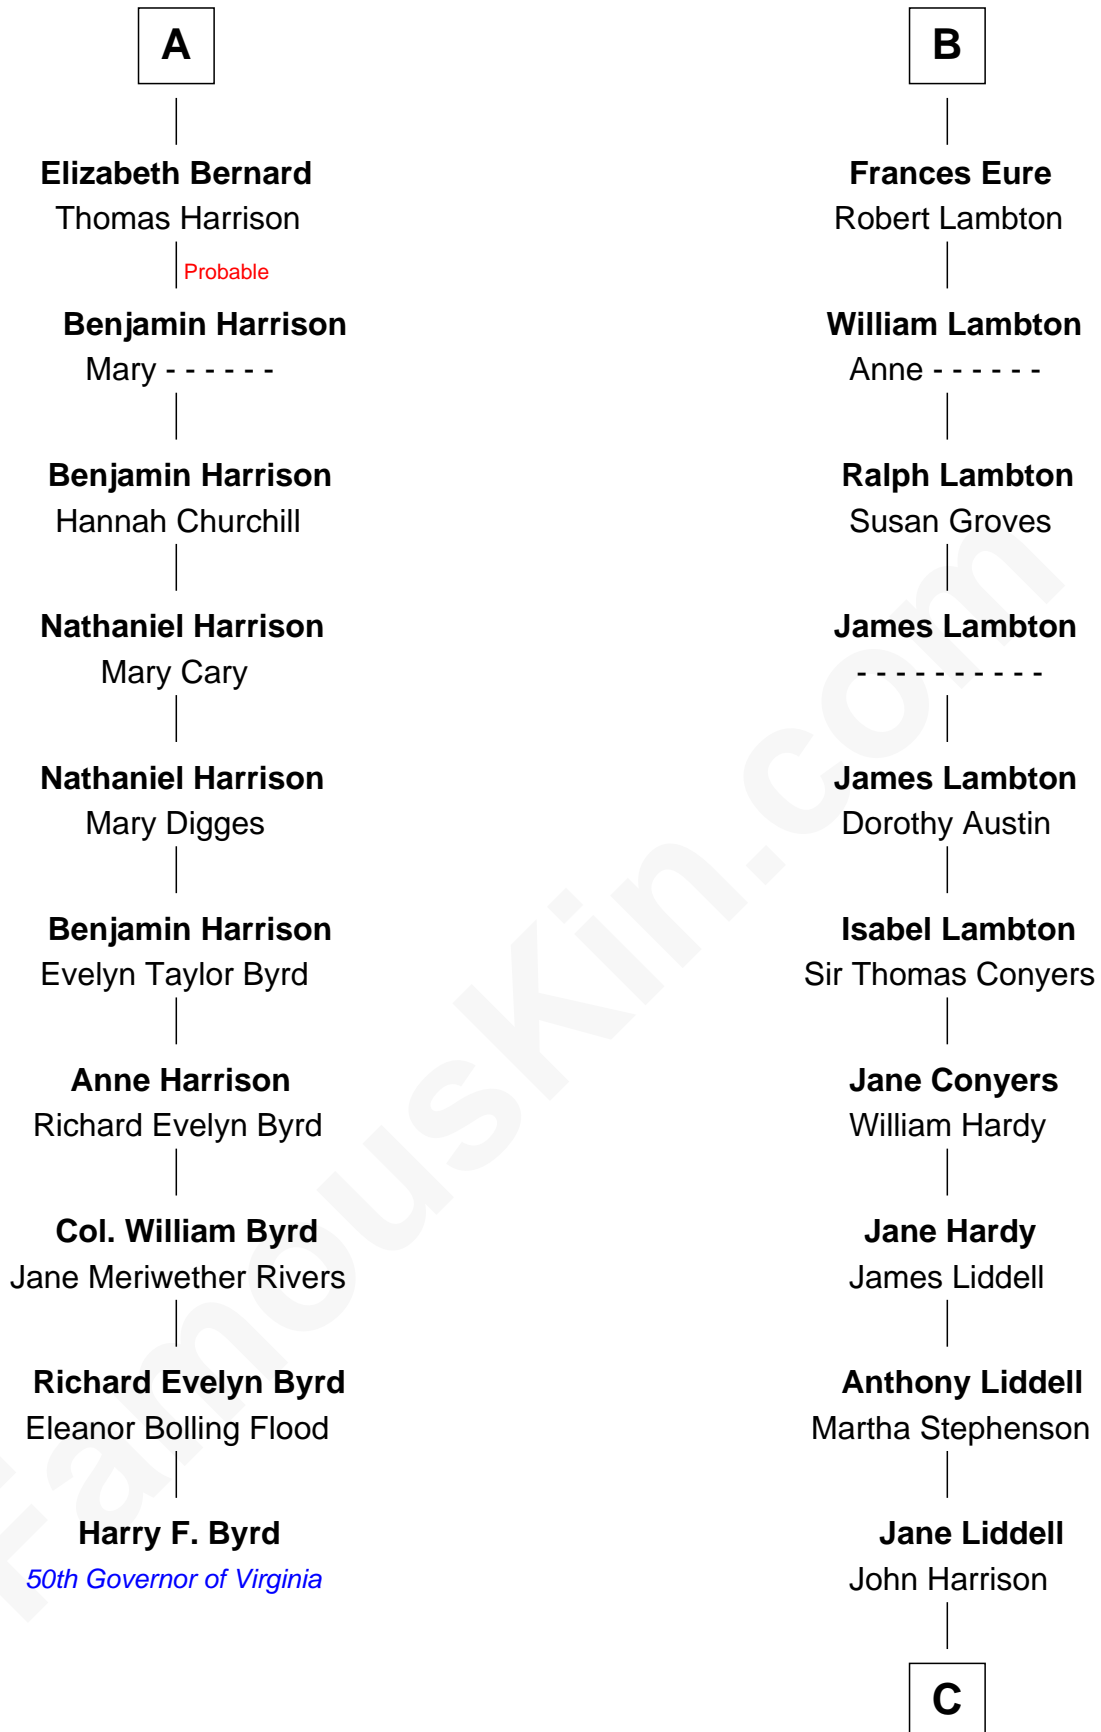 A
Elizabeth Bernard
Thomas Harrison
Probable
Benjamin Harrison
Mary - - - - - -
Benjamin Harrison
Hannah Churchill
Nathaniel Harrison
Mary Cary
Nathaniel Harrison
Mary Digges
Benjamin Harrison
Evelyn Taylor Byrd
Anne Harrison
Richard Evelyn Byrd
Col. William Byrd
Jane Meriwether Rivers
Richard Evelyn Byrd
Eleanor Bolling Flood
Harry F. Byrd
50th Governor of Virginia
B
Frances Eure
Robert Lambton
William Lambton
Anne - - - - - -
Ralph Lambton
Susan Groves
James Lambton
- - - - - - - - - -
James Lambton
Dorothy Austin
Isabel Lambton
Sir Thomas Conyers
Jane Conyers
William Hardy
Jane Hardy
James Liddell
Anthony Liddell
Martha Stephenson
Jane Liddell
John Harrison
C
FamousKin.com